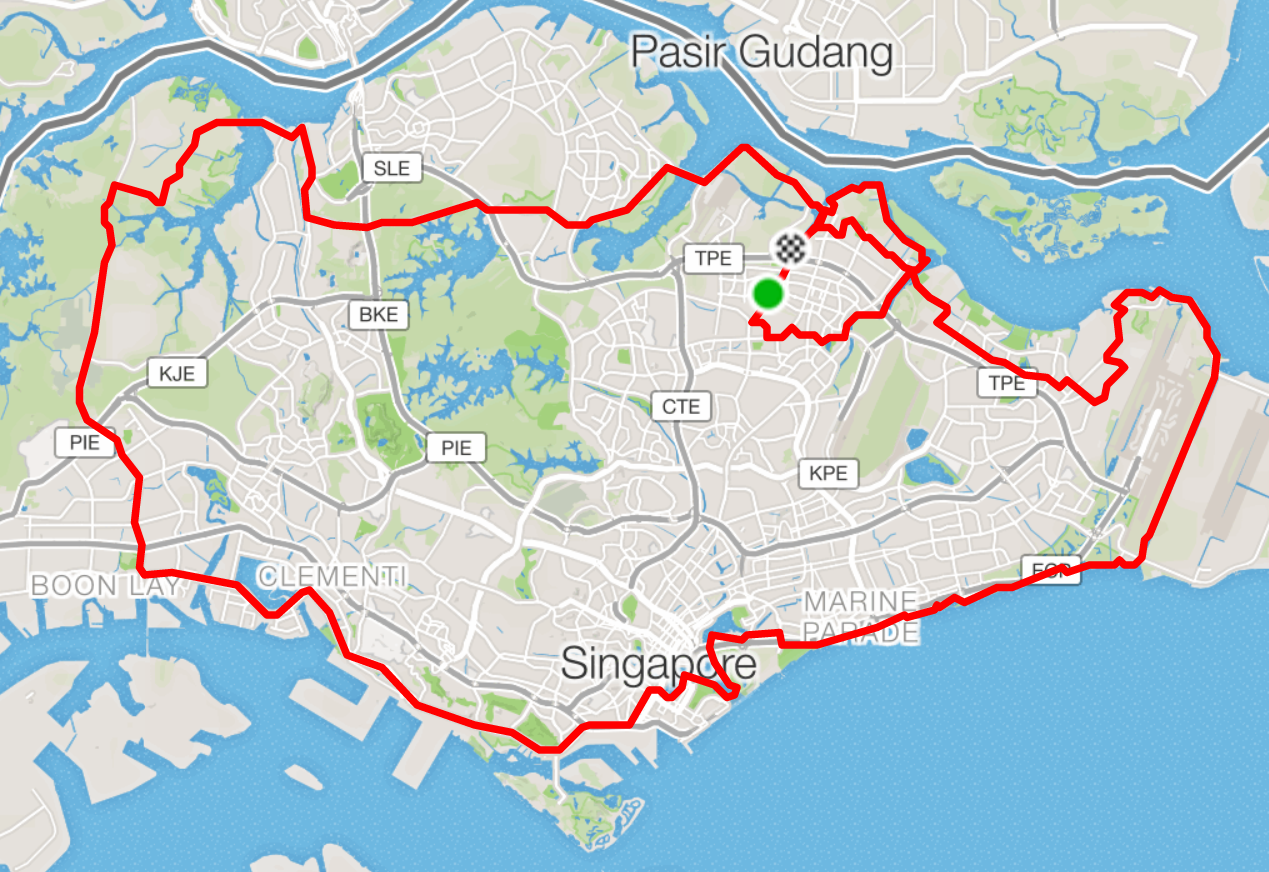 Pasir Gudang
SLE
TPE
BKE
KJE
TPE
CTE
PIE
PIE
KPE
ECP
BOON LAY
CLEMENTI
MARINE
PARADE
Singapore